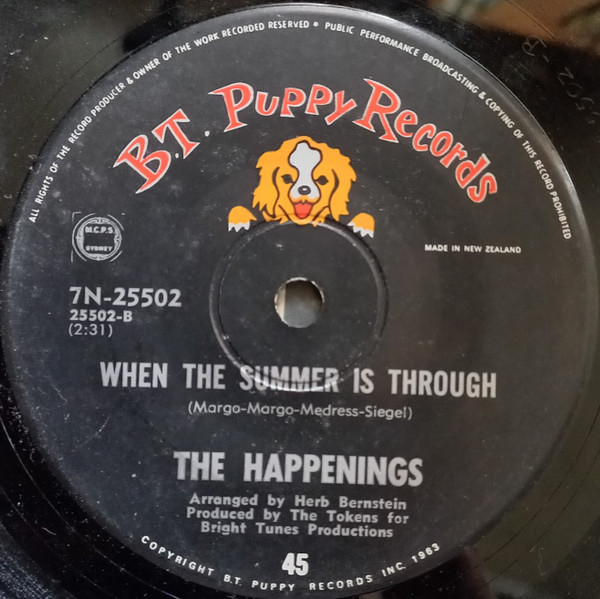 ALL RIGHTS OF THE RECORD PRODUCER & OWNER OF THE WORK RECORDED RESERVED • PUBLIC PERFORMANCE BROADCASTING & COPYING OF THIS RECORD PROHIBITED
B.T. PUPPY RECORDS
M.C.P.S.
SYDNEY
MADE IN NEW ZEALAND
7N-25502
25502-B
(2:31)
WHEN THE SUMMER IS THROUGH
(Margo-Margo-Medress-Siegel)
THE HAPPENINGS
Arranged by Herb Bernstein
Produced by The Tokens for
Bright Tunes Productions
45
COPYRIGHT B.T. PUPPY RECORDS INC. 1963